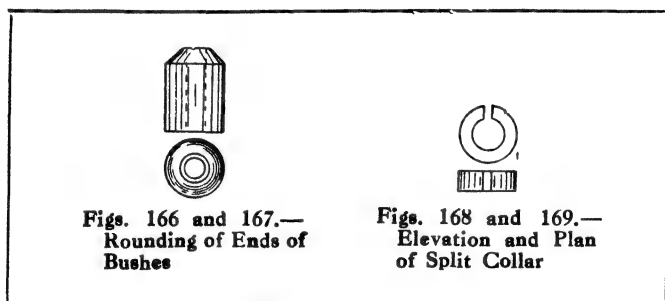 Figs. 166 and 167.—
Rounding of Ends of
Bushes
Figs. 168 and 169.—
Elevation and Plan
of Split Collar